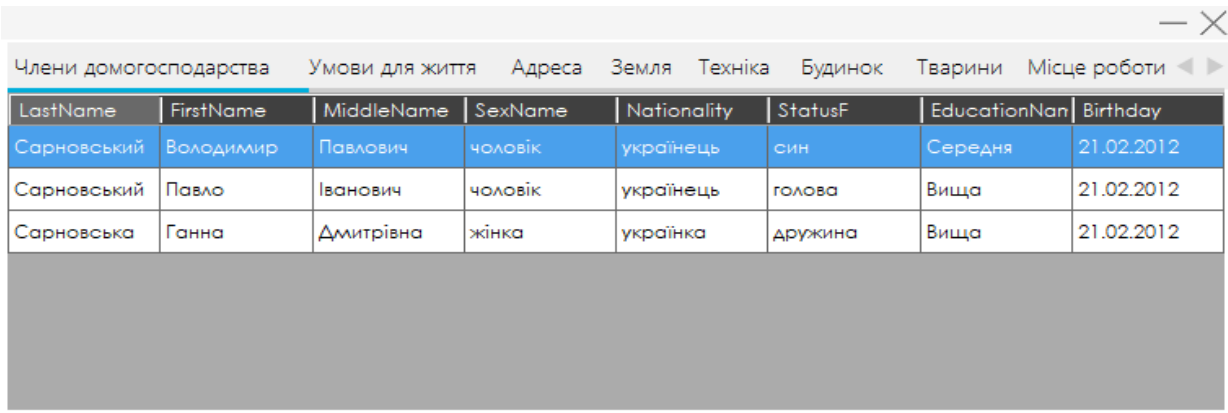 Члени домогосподарства Умови для життя Адреса Земля Техніка Будинок Тварини Місце роботи
LastName FirstName MiddleName SexName Nationality StatusF EducationNam Birthday
Сарновський Володимир Павлович чоловік українець син Середня 21.02.2012
Сарновський Павло Іванович чоловік українець голова Вища 21.02.2012
Сарновська Ганна Дмитрівна жінка українка дружина Вища 21.02.2012